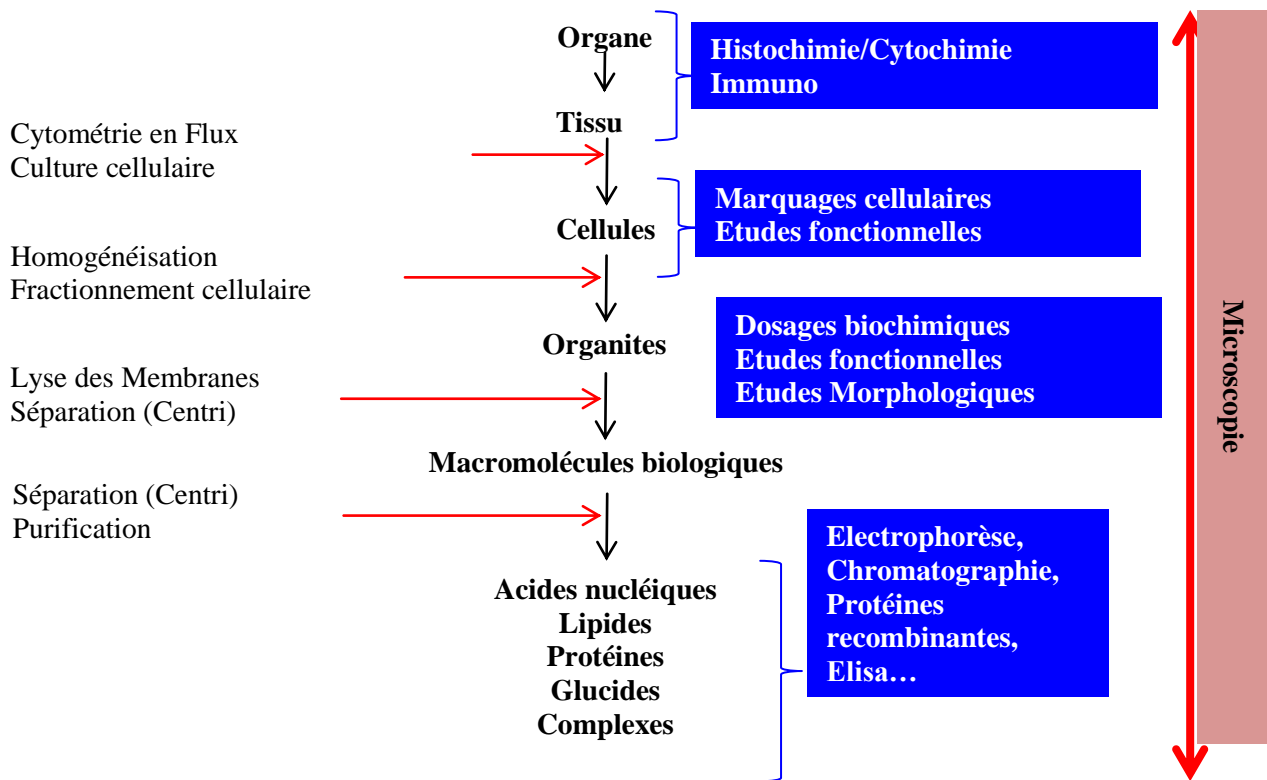 Organe
Histochimie/Cytochimie
Immuno
Tissu
Cytométrie en Flux
Culture cellulaire
Marquages cellulaires
Etudes fonctionnelles
Cellules
Homogénéisation
Fractionnement cellulaire
Organites
Dosages biochimiques
Etudes fonctionnelles
Etudes Morphologiques
Lyse des Membranes
Séparation (Centri)
Macromolécules biologiques
Séparation (Centri)
Purification
Acides nucléiques
Lipides
Protéines
Glucides
Complexes
Electrophorèse,
Chromatographie,
Protéines
recombinantes,
Elisa…
Microscopie